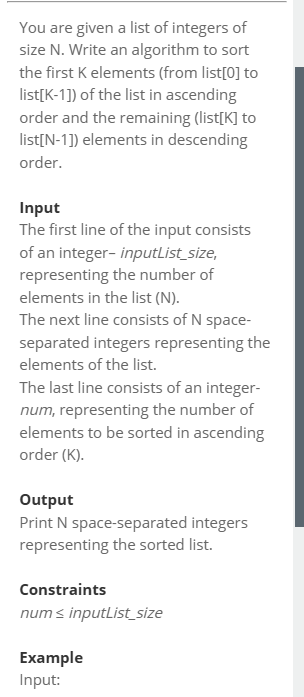 You are given a list of integers of
size N. Write an algorithm to sort
the first K elements (from list[0] to
list[K-1]) of the list in ascending
order and the remaining (list[K] to
list[N-1]) elements in descending
order.
Input
The first line of the input consists
of an integer– inputList_size,
representing the number of
elements in the list (N).
The next line consists of N space-
separated integers representing the
elements of the list.
The last line consists of an integer-
num, representing the number of
elements to be sorted in ascending
order (K).
Output
Print N space-separated integers
representing the sorted list.
Constraints
num ≤ inputList_size
Example
Input: